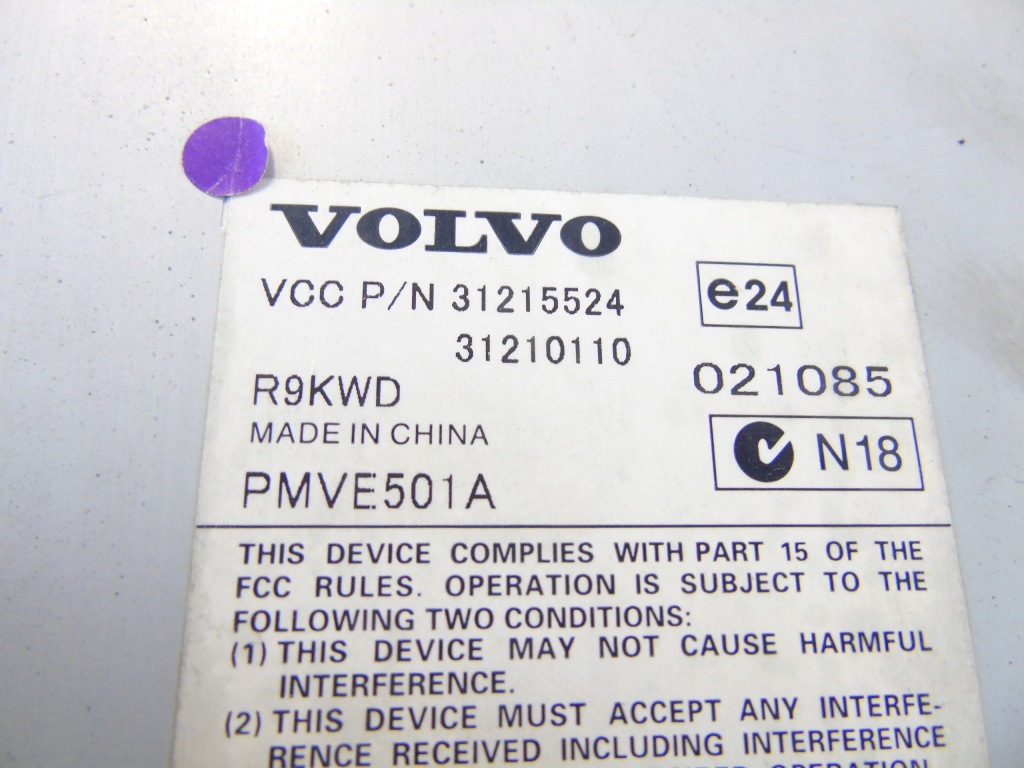 VOLVO
VCC P/N 31215524
31210110
e24
R9KWD
021085
MADE IN CHINA
N18
PMVE501A
THIS DEVICE COMPLIES WITH PART 15 OF THE
FCC RULES. OPERATION IS SUBJECT TO THE
FOLLOWING TWO CONDITIONS:
(1) THIS DEVICE MAY NOT CAUSE HARMFUL
INTERFERENCE.
(2) THIS DEVICE MUST ACCEPT ANY INTERFE-
RENCE RECEIVED INCLUDING INTERFERENCE
OPERATION.